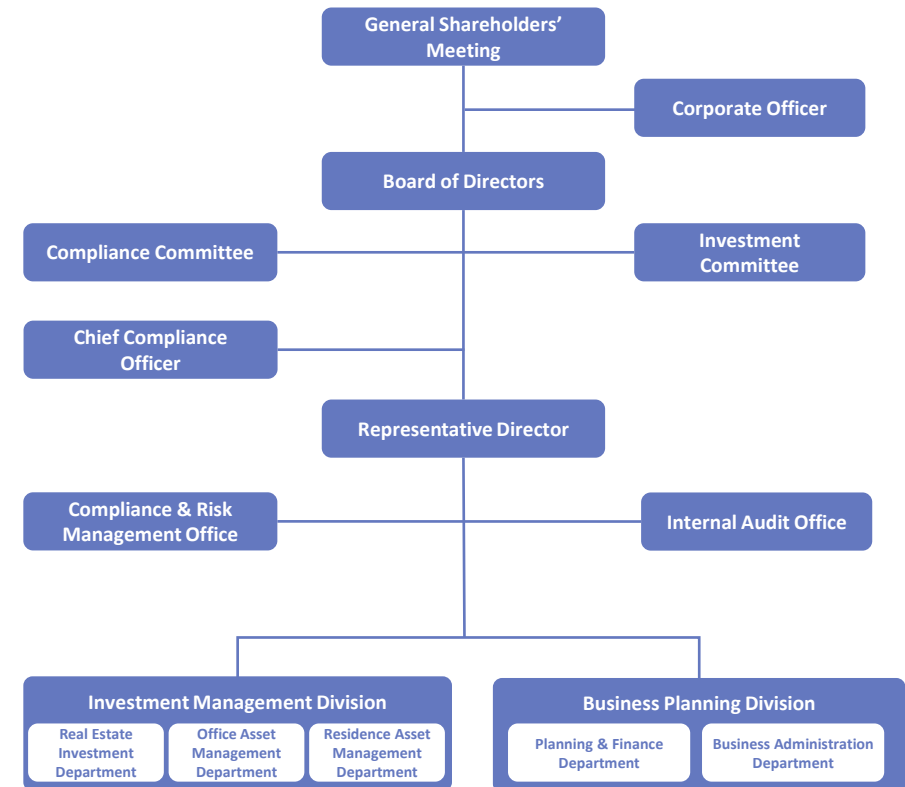 General Shareholders'
Meeting
Corporate Officer
Board of Directors
Compliance Committee
Investment
Committee
Chief Compliance
Officer
Representative Director
Compliance & Risk
Management Office
Internal Audit Office
Investment Management Division
Real Estate
Investment
Department
Office Asset
Management
Department
Residence Asset
Management
Department
Business Planning Division
Planning & Finance
Department
Business Administration
Department